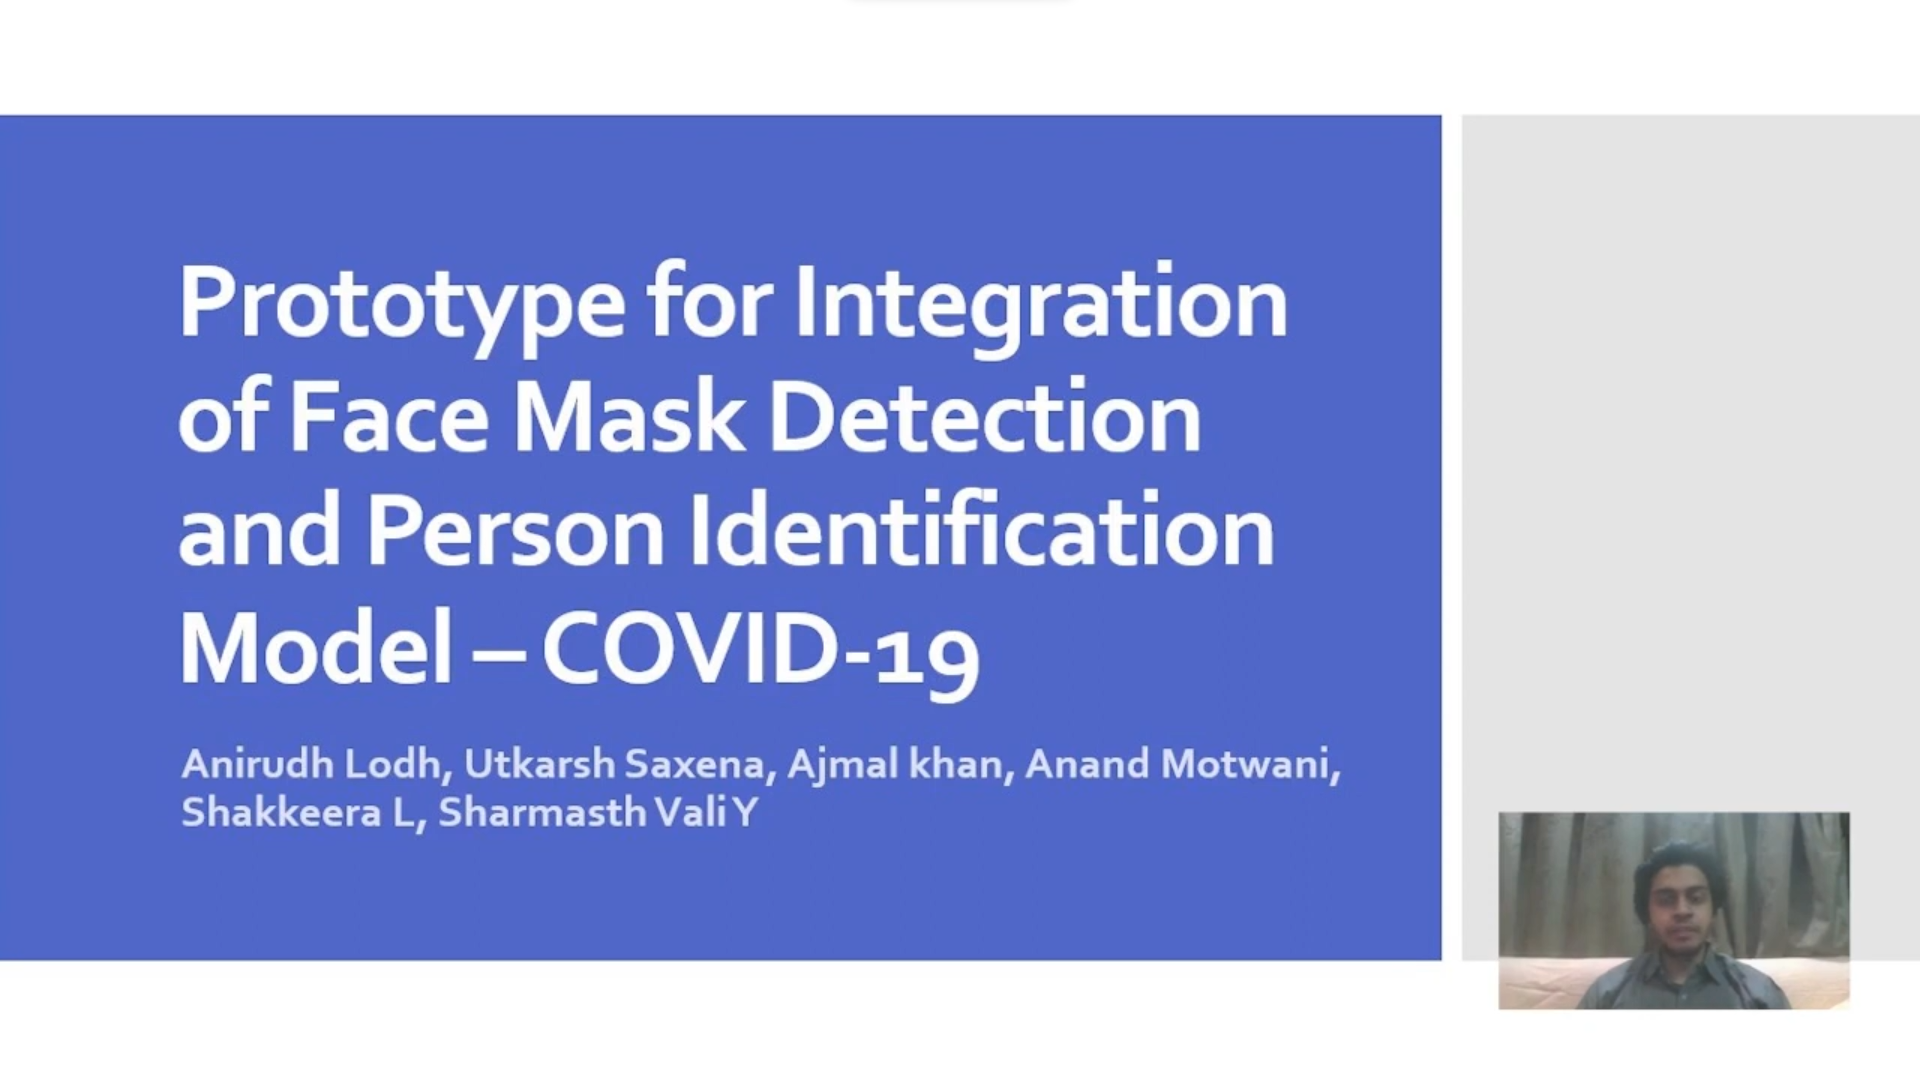 Prototype for Integration
of Face Mask Detection
and Person Identification
Model – COVID-19
Anirudh Lodh, Utkarsh Saxena, Ajmal khan, Anand Motwani,
Shakkeera L, Sharmasth Vali Y